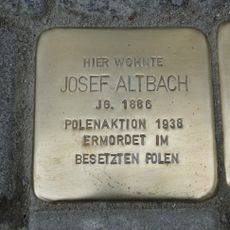 HIER WOHNTE
JOSEF ALTBACH
JG. 1886
POLENAKTION 1938
ERMORDET IM
BESETZTEN POLEN